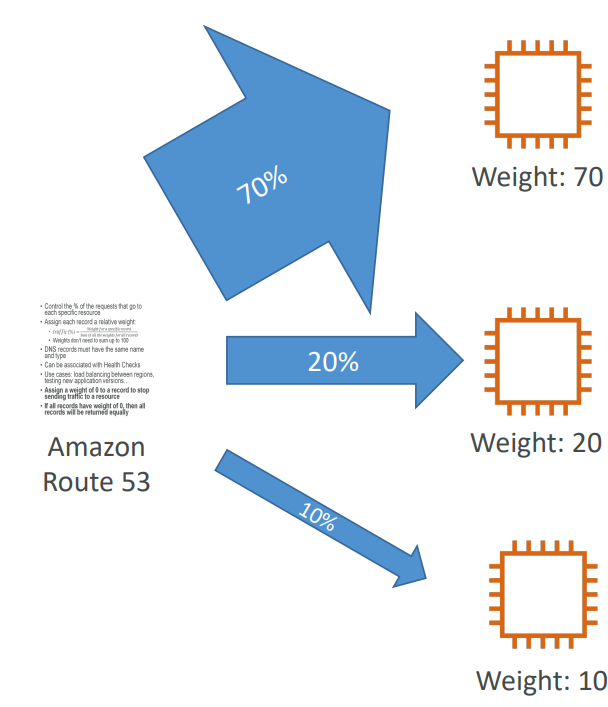 • Control the % of the requests that go to
each specific resource
• Assign each record a relative weight:
• traffic (%) = Weight for a specific record / Sum of all the weights for all records
• Weights don't need to sum up to 100
• DNS records must have the same name
and type
• Can be associated with Health Checks
• Use cases: load balancing between regions,
testing new application versions…
• Assign a weight of 0 to a record to stop
sending traffic to a resource
• If all records have weight of 0, then all
records will be returned equally
Amazon
Route 53
70%
Weight: 70
20%
Weight: 20
10%
Weight: 10